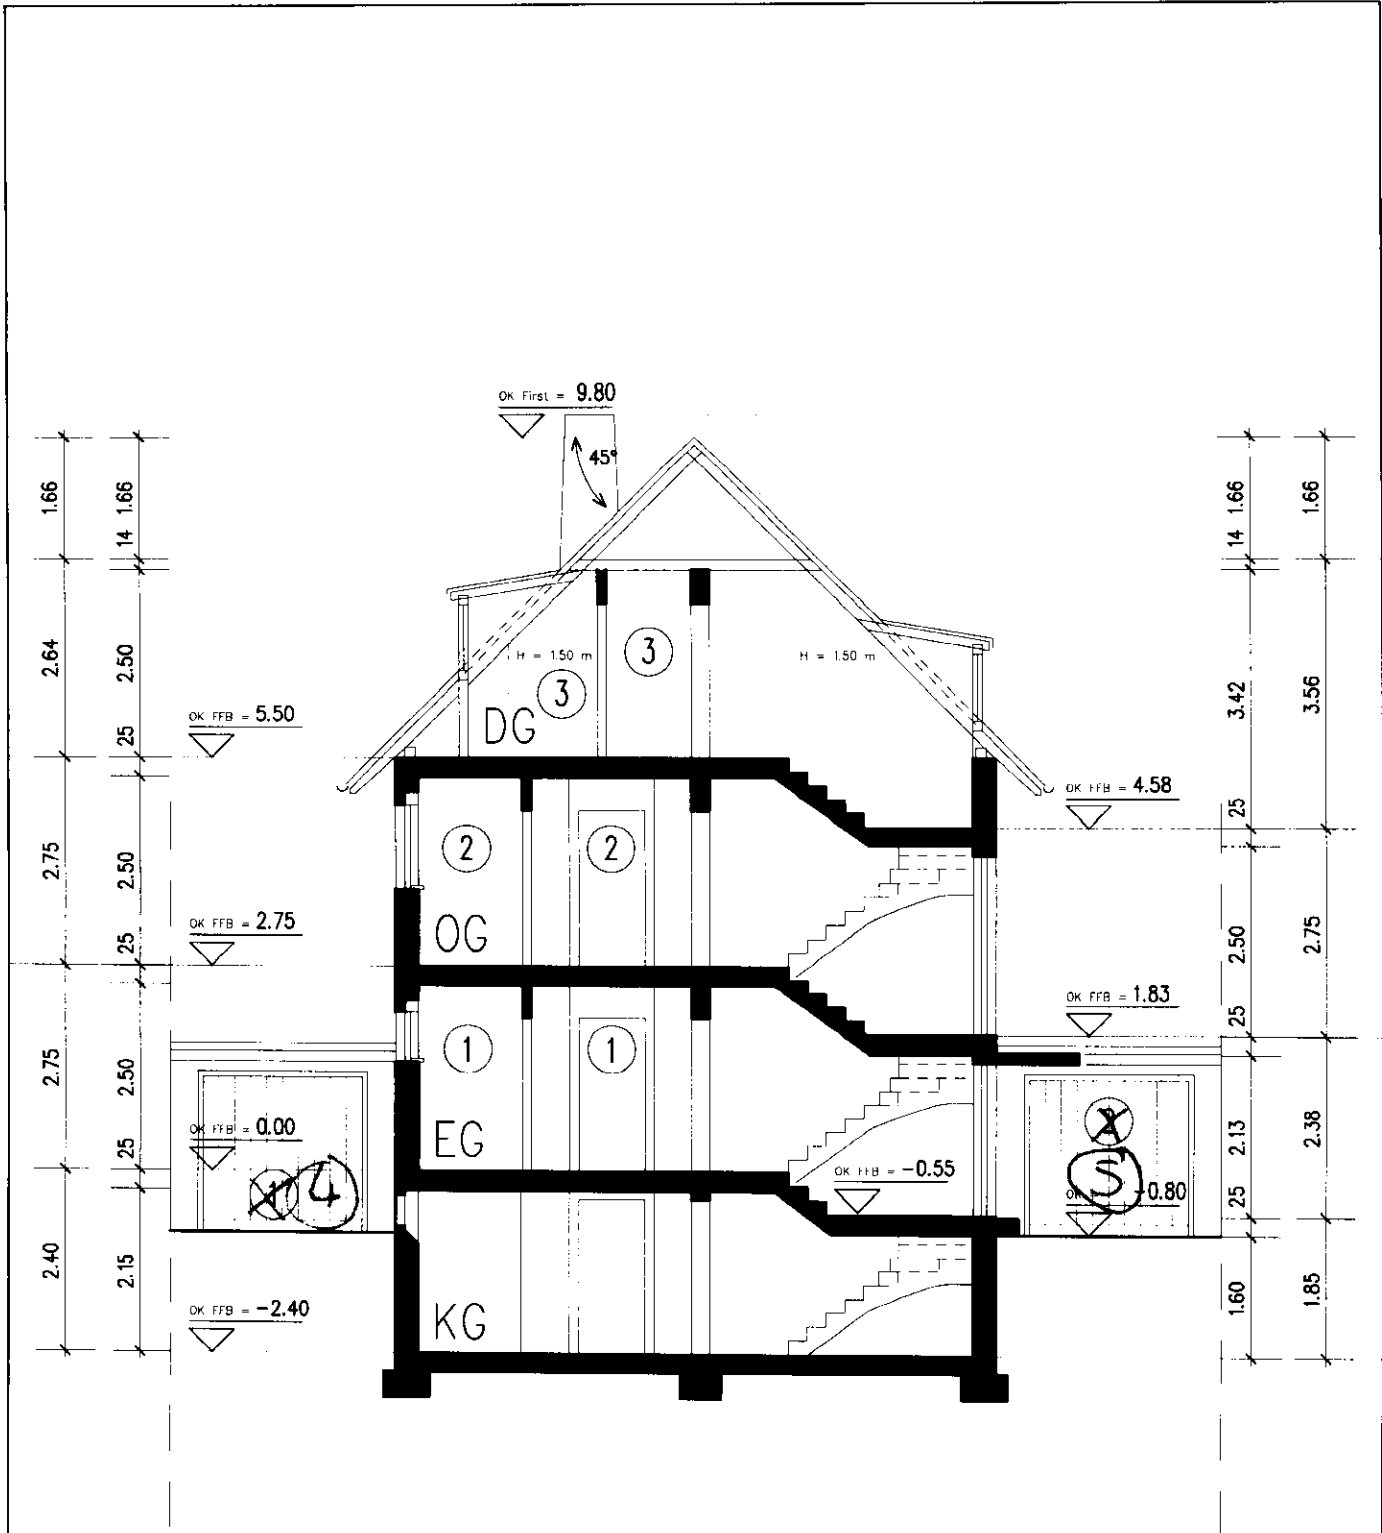 OK First = 9.80
45°
1.66
2.64
2.75
2.75
2.40
1.66
14
2.50
25
2.50
25
2.50
25
2.15
OK FFB = 5.50
OK FFB = 2.75
OK FFB = 0.00
OK FFB = -2.40
4
H = 1.50 m
3
3
H = 1.50 m
DG
2
2
OG
1
1
EG
KG
OK FFB = -0.55
OK FFB = 4.58
OK FFB = 1.83
5
OK -0.80
1.66
14
3.42
25
2.50
25
2.13
25
1.60
1.66
3.56
2.75
2.38
1.85